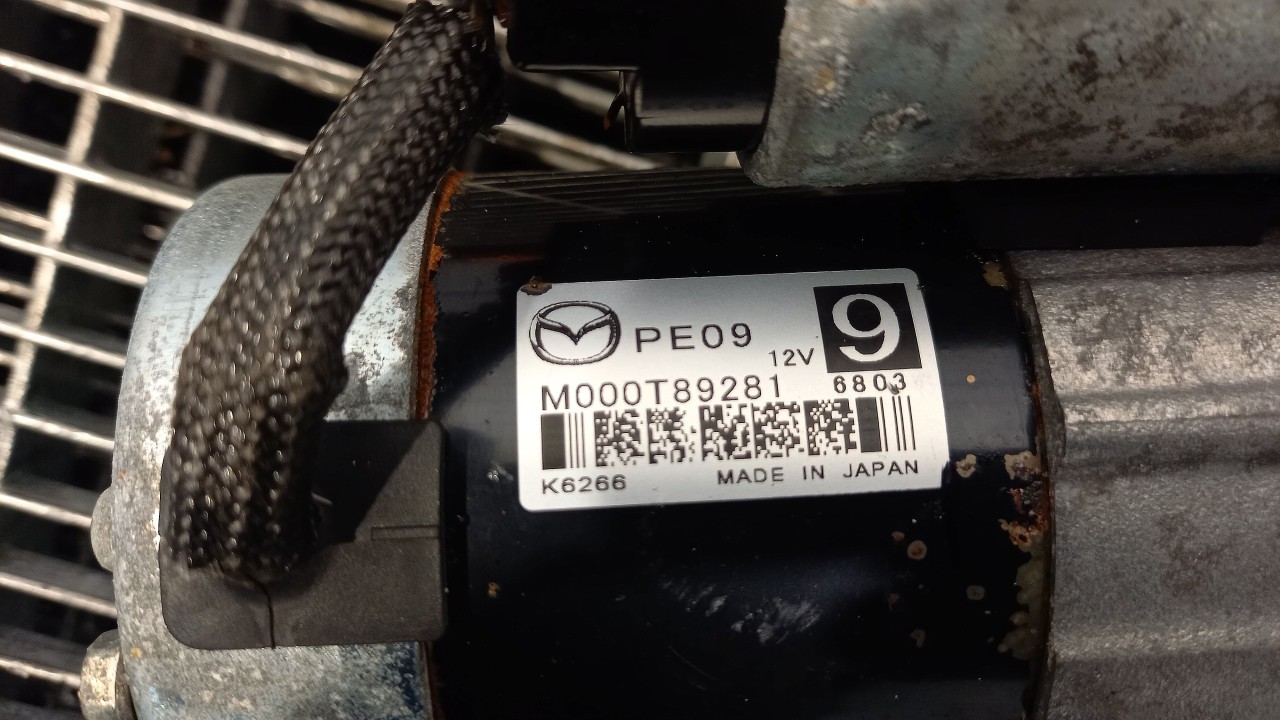 PE09
12V
9
M000T89281
6803
K6266
MADE IN JAPAN